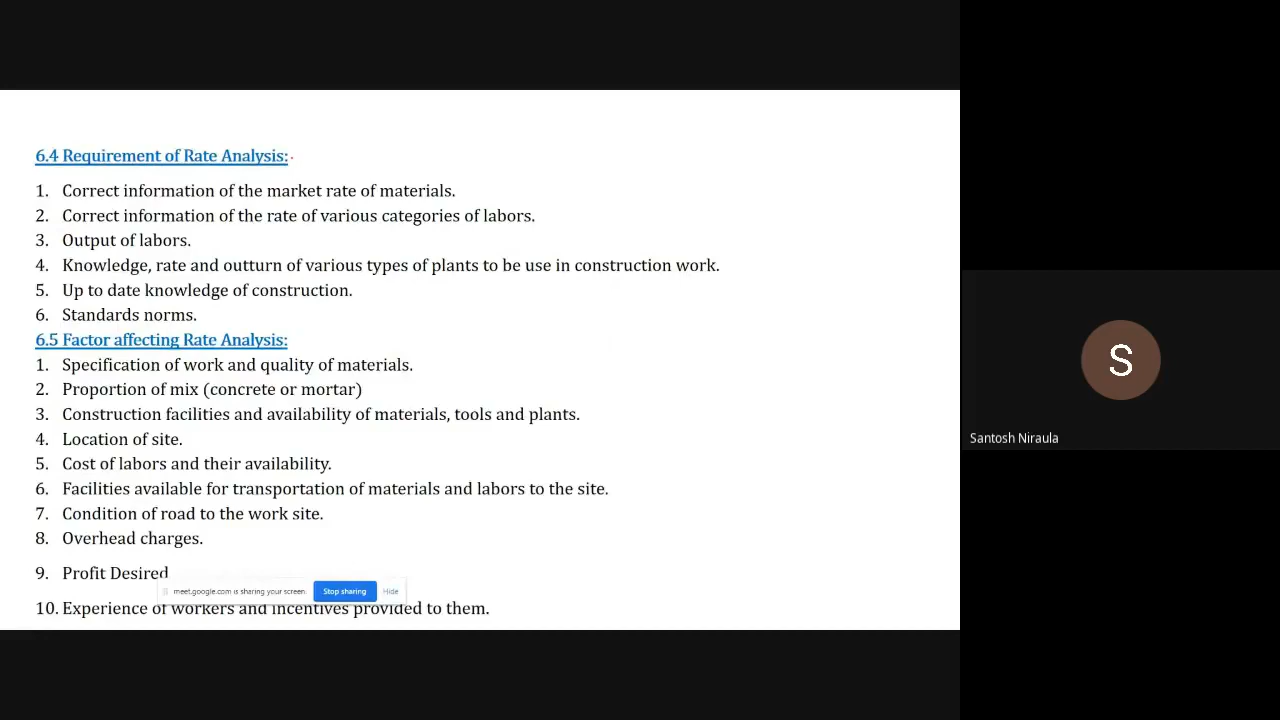 6.4 Requirement of Rate Analysis:
1. Correct information of the market rate of materials.
2. Correct information of the rate of various categories of labors.
3. Output of labors.
4. Knowledge, rate and outturn of various types of plants to be use in construction work.
5. Up to date knowledge of construction.
6. Standards norms.
6.5 Factor affecting Rate Analysis:
1. Specification of work and quality of materials.
2. Proportion of mix (concrete or mortar)
3. Construction facilities and availability of materials, tools and plants.
4. Location of site.
5. Cost of labors and their availability.
6. Facilities available for transportation of materials and labors to the site.
7. Condition of road to the work site.
8. Overhead charges.
9. Profit Desired
meet.google.com is sharing your screen. Stop sharing Hide
10. Experience of workers and incentives provided to them.
S
Santosh Niraula